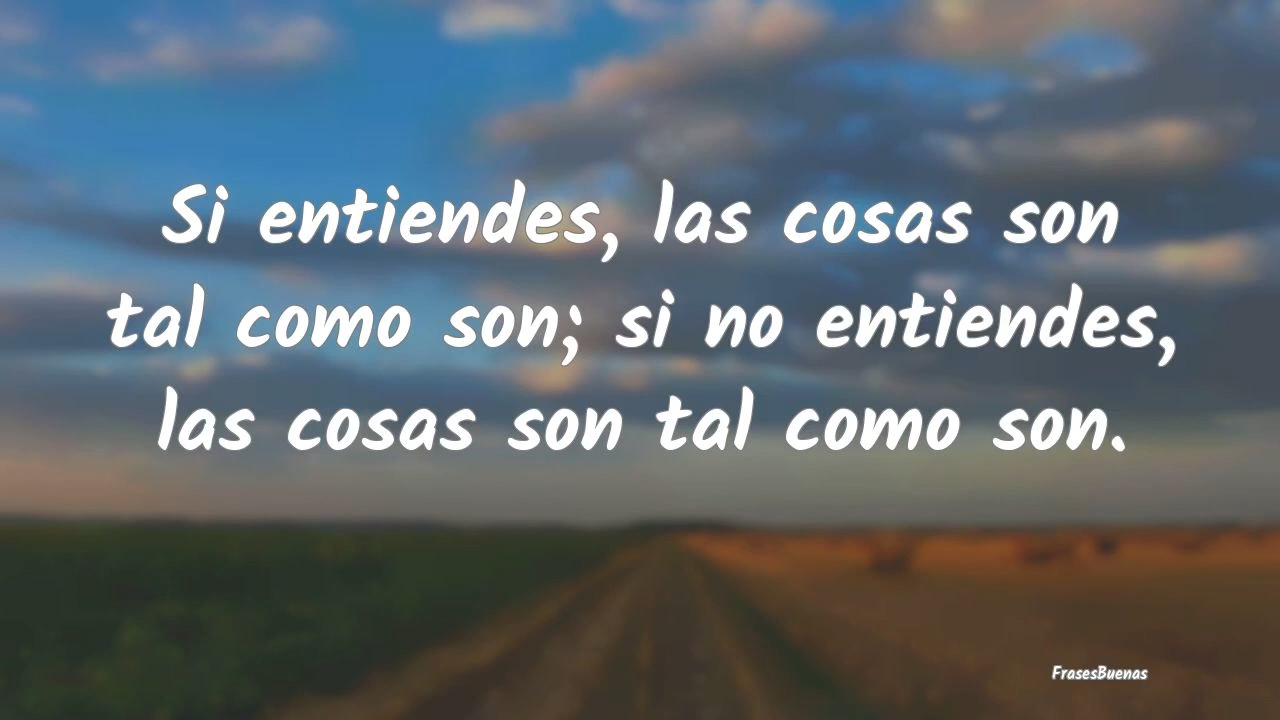 Si entiendes, las cosas son
tal como son; si no entiendes,
las cosas son tal como son.
FrasesBuenas